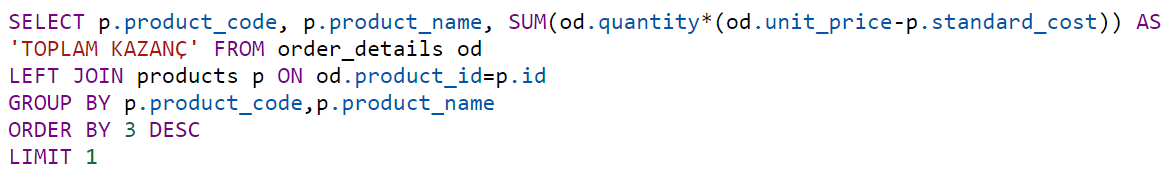 SELECT p.product_code, p.product_name, SUM(od.quantity*(od.unit_price-p.standard_cost)) AS
'TOPLAM KAZANÇ' FROM order_details od
LEFT JOIN products p ON od.product_id=p.id
GROUP BY p.product_code,p.product_name
ORDER BY 3 DESC
LIMIT 1